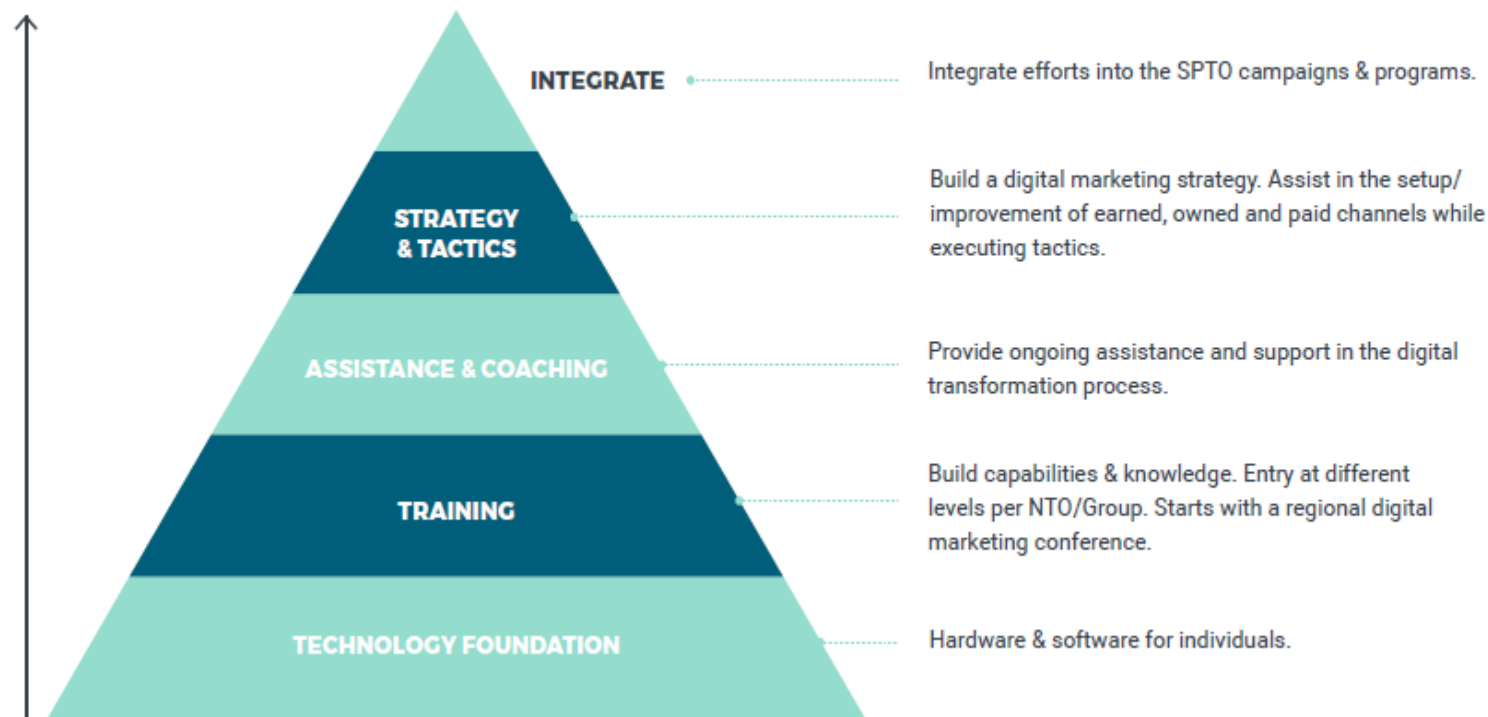 INTEGRATE
Integrate efforts into the SPTO campaigns & programs.
STRATEGY
& TACTICS
Build a digital marketing strategy. Assist in the setup/
improvement of earned, owned and paid channels while
executing tactics.
ASSISTANCE & COACHING
Provide ongoing assistance and support in the digital
transformation process.
TRAINING
Build capabilities & knowledge. Entry at different
levels per NTO/Group. Starts with a regional digital
marketing conference.
TECHNOLOGY FOUNDATION
Hardware & software for individuals.